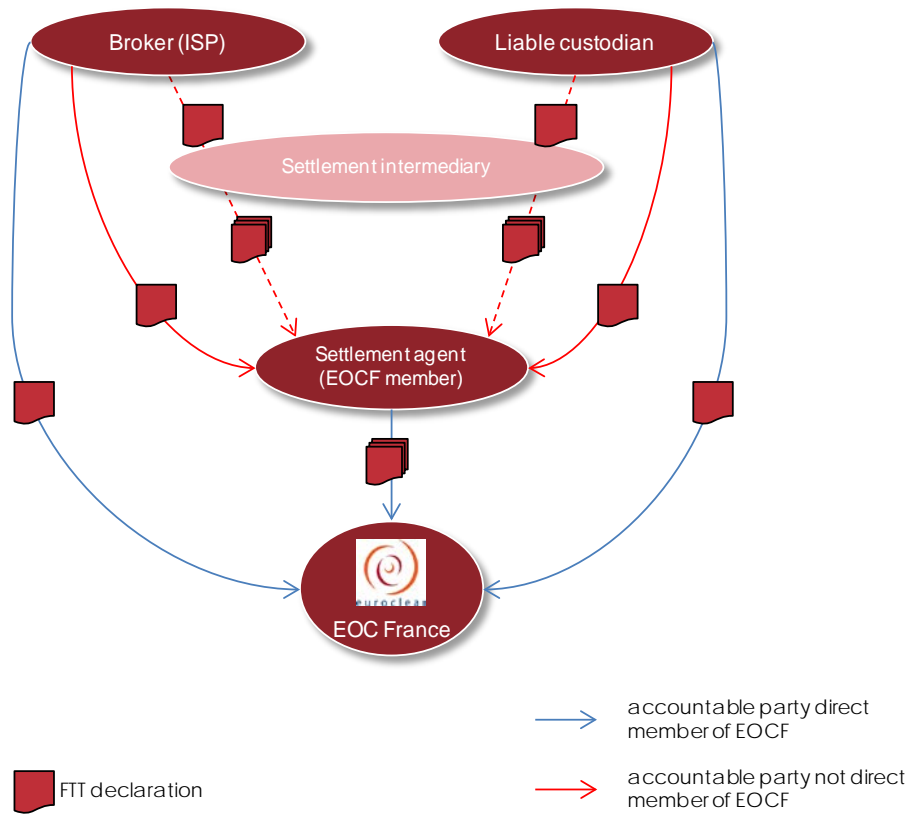 Broker (ISP)
Liable custodian
Settlement intermediary
Settlement agent
(EOCF member)
euroclear
EOC France
accountable party direct
member of EOCF
FTT declaration
accountable party not direct
member of EOCF